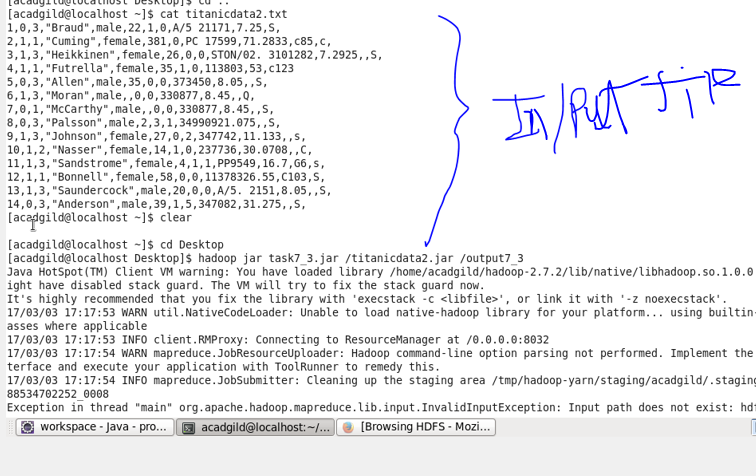 [acadgild@localhost Desktop]$ cd ..
[acadgild@localhost ~]$ cat titanicdata2.txt
1,0,3,"Braud",male,22,1,0,A/5 21171,7.25,S,
2,1,1,"Cuming",female,381,0,PC 17599,71.2833,c85,c,
3,1,3,"Heikkinen",female,26,0,0,STON/02. 3101282,7.2925,,S,
4,1,1,"Futrella",female,35,1,0,113803,53,c123
5,0,3,"Allen",male,35,0,0,373450,8.05,,S,
6,1,3,"Moran",male,,0,0,330877,8.45,,Q,
7,0,1,"McCarthy",male,,0,0,330877,8.45,,S,
8,0,3,"Palsson",male,2,3,1,34990921.075,,S,
9,1,3,"Johnson",female,27,0,2,347742,11.133,,s,
10,1,2,"Nasser",female,14,1,0,237736,30.0708,,C,
11,1,3,"Sandstrome",female,4,1,1,PP9549,16.7,G6,s,
12,1,1,"Bonnell",female,58,0,0,11378326.55,C103,S,
13,1,3,"Saundercock",male,20,0,0,A/5. 2151,8.05,,S,
14,0,3,"Anderson",male,39,1,5,347082,31.275,,S,
[acadgild@localhost ~]$ clear
[acadgild@localhost ~]$ cd Desktop
[acadgild@localhost Desktop]$ hadoop jar task7_3.jar /titanicdata2.jar /output7_3
Java HotSpot(TM) Client VM warning: You have loaded library /home/acadgild/hadoop-2.7.2/lib/native/libhadoop.so.1.0.0
ight have disabled stack guard. The VM will try to fix the stack guard now.
It's highly recommended that you fix the library with 'execstack -c <libfile>', or link it with '-z noexecstack'.
17/03/03 17:17:53 WARN util.NativeCodeLoader: Unable to load native-hadoop library for your platform... using builtin-
asses where applicable
17/03/03 17:17:53 INFO client.RMProxy: Connecting to ResourceManager at /0.0.0.0:8032
17/03/03 17:17:54 WARN mapreduce.JobResourceUploader: Hadoop command-line option parsing not performed. Implement the
terface and execute your application with ToolRunner to remedy this.
17/03/03 17:17:54 INFO mapreduce.JobSubmitter: Cleaning up the staging area /tmp/hadoop-yarn/staging/acadgild/.staging
88534702252_0008
Exception in thread "main" org.apache.hadoop.mapreduce.lib.input.InvalidInputException: Input path does not exist: hdf
In/Put file
workspace - Java - pro...
acadgild@localhost:~/...
[Browsing HDFS - Mozi...